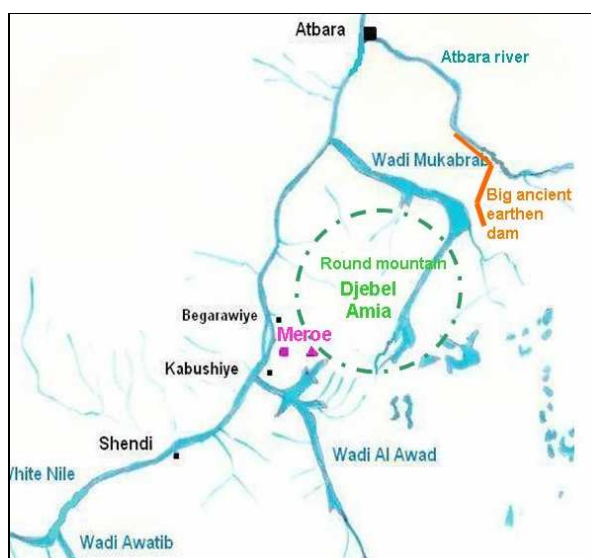 Atbara
Atbara river
Wadi Mukabrab
Big ancient
earthen
dam
Round mountain
Djebel
Amia
Begarawiye
Meroe
Kabushiye
Shendi
Wadi Al Awad
White Nile
Wadi Awatib